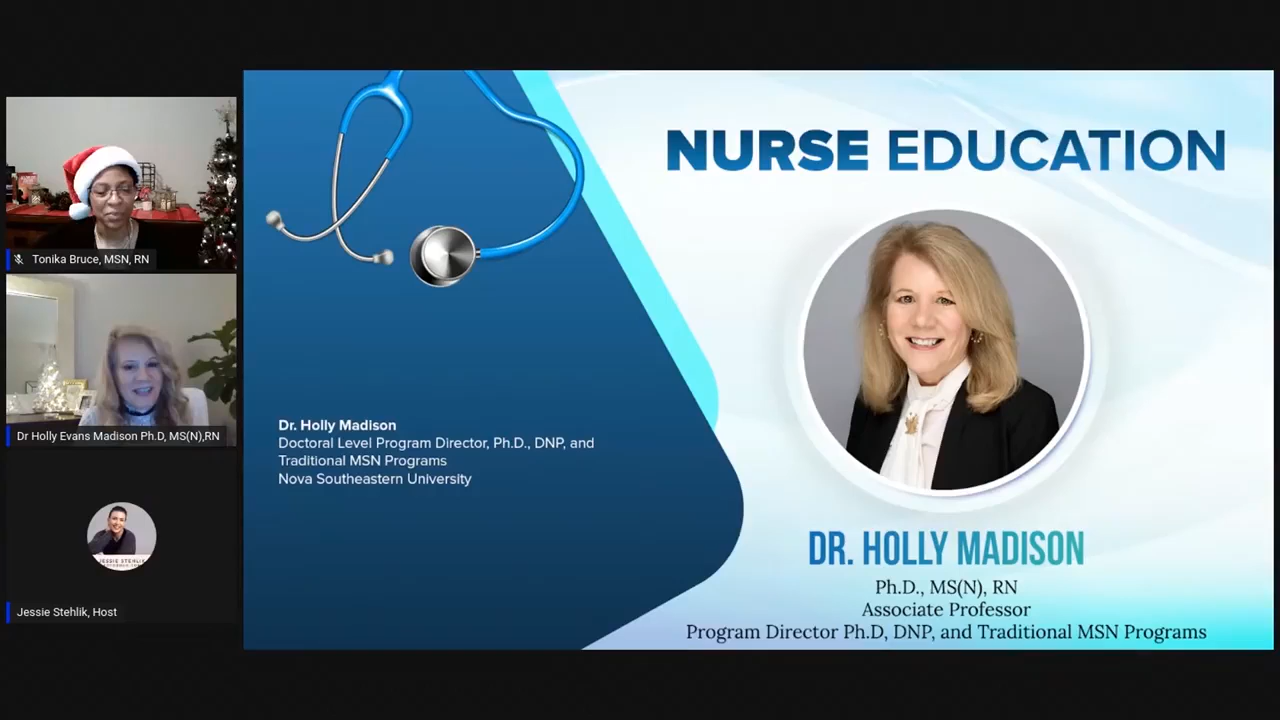 Tonika Bruce, MSN, RN
Dr Holly Evans Madison Ph.D, MS(N),RN
JESSIE STEHLIK
Jessie Stehlik, Host
Dr. Holly Madison
Doctoral Level Program Director, Ph.D., DNP, and
Traditional MSN Programs
Nova Southeastern University
NURSE EDUCATION
DR. HOLLY MADISON
Ph.D., MS(N), RN
Associate Professor
Program Director Ph.D, DNP, and Traditional MSN Programs